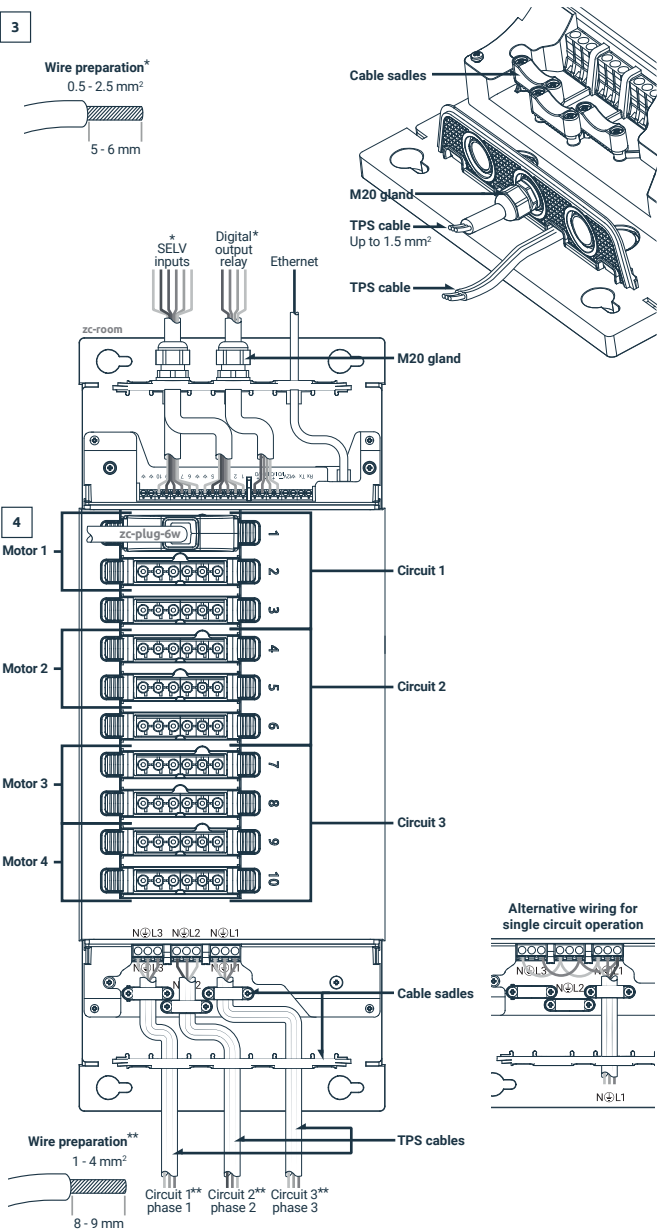 3
Wire preparation*
0.5 - 2.5 mm²
5 - 6 mm
Cable sadles
M20 gland
TPS cable
Up to 1.5 mm²
TPS cable
*
SELV
inputs
Digital*
output
relay
Ethernet
zc-room
M20 gland
4
zc-plug-6w
Motor 1
Motor 2
Motor 3
Motor 4
1
2
3
4
5
6
7
8
9
10
Circuit 1
Circuit 2
Circuit 3
N L3 N L2 N L1
Cable sadles
TPS cables
Wire preparation**
1 - 4 mm²
8 - 9 mm
Circuit 1**
phase 1
Circuit 2**
phase 2
Circuit 3**
phase 3
Alternative wiring for
single circuit operation
N L3
N L2
L1
N L1